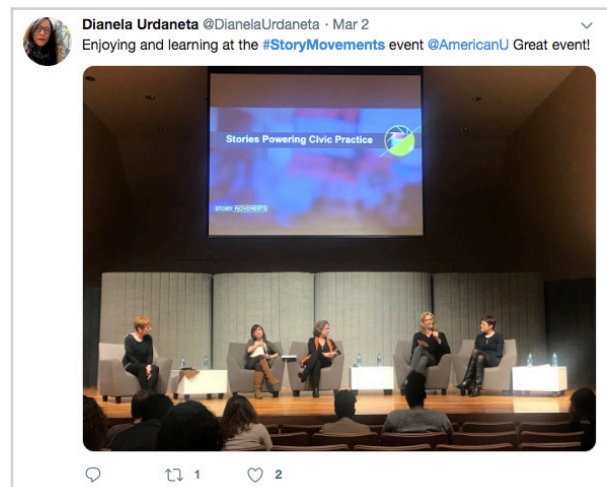 Dianela Urdaneta @DianelaUrdaneta · Mar 2
Enjoying and learning at the #StoryMovements event @AmericanU Great event!
Stories Powering Civic Practice
STORY MOVEMENTS
1 2